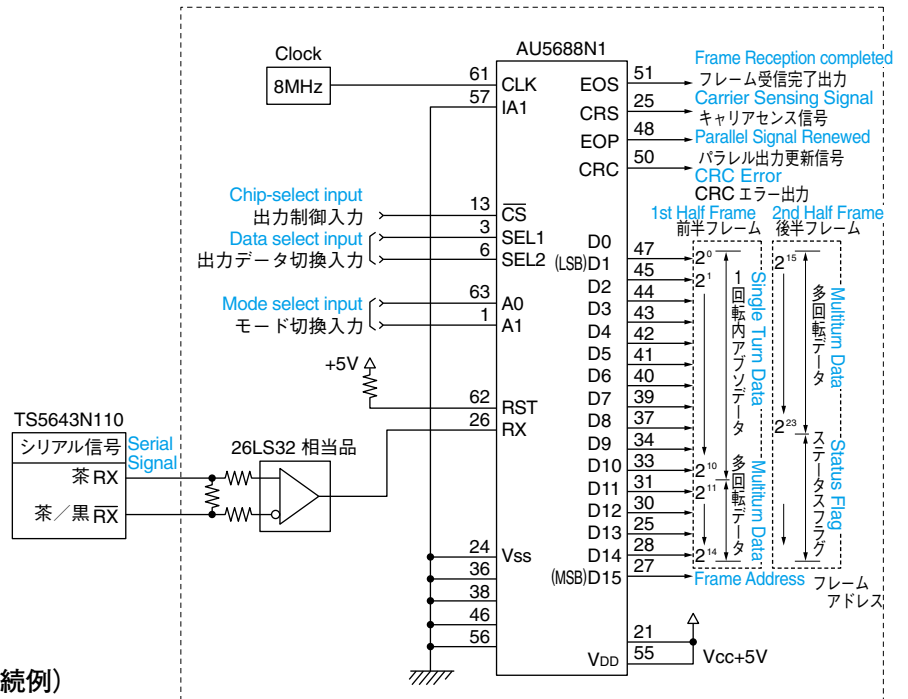 Clock
8MHz
AU5688N1
61
CLK
57
IA1
Chip-select input
出力制御入力
13
CS
Data select input
出力データ切換入力
3
SEL1
6
SEL2
Mode select input
モード切換入力
63
A0
1
A1
+5V
62
RST
26
RX
TS5643N110
シリアル信号
Serial
Signal
茶 RX
茶／黒 RX
26LS32 相当品
24
Vss
36
38
46
56
EOS
51
Frame Reception completed
フレーム受信完了出力
CRS
25
Carrier Sensing Signal
キャリアセンス信号
EOP
48
Parallel Signal Renewed
パラレル出力更新信号
CRC
50
CRC Error
CRC エラー出力
1st Half Frame
前半フレーム
2nd Half Frame
後半フレーム
D0
47
(LSB)D1
45
D2
44
D3
43
D4
42
D5
41
D6
40
D7
39
D8
37
D9
34
D10
33
D11
31
D12
30
D13
25
D14
28
(MSB)D15
27
2⁰
2¹
2¹⁰
2¹¹
2¹⁴
1回転内アブソデータ
Single Turn Data
多回転データ
Multiturn Data
2¹⁵
2²³
多回転データ
Multiturn Data
ステータスフラグ
Status Flag
Frame Address
フレーム
アドレス
21
VDD
55
Vcc+5V
続例）